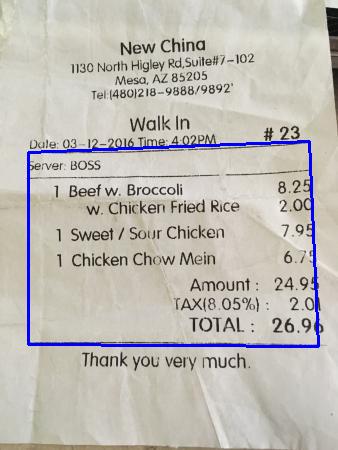 New China
1130 North Higley Rd,Suite#7-102
Mesa, AZ 85205
Tel:(480)218-9888/9892'
Walk In
# 23
Date: 03-12-2016 Time: 4:02PM
Server: BOSS
1 Beef w. Broccoli 8.25
w. Chicken Fried Rice 2.00
1 Sweet / Sour Chicken 7.95
1 Chicken Chow Mein 6.75
Amount : 24.95
TAX(8.05%) : 2.01
TOTAL : 26.96
Thank you very much.